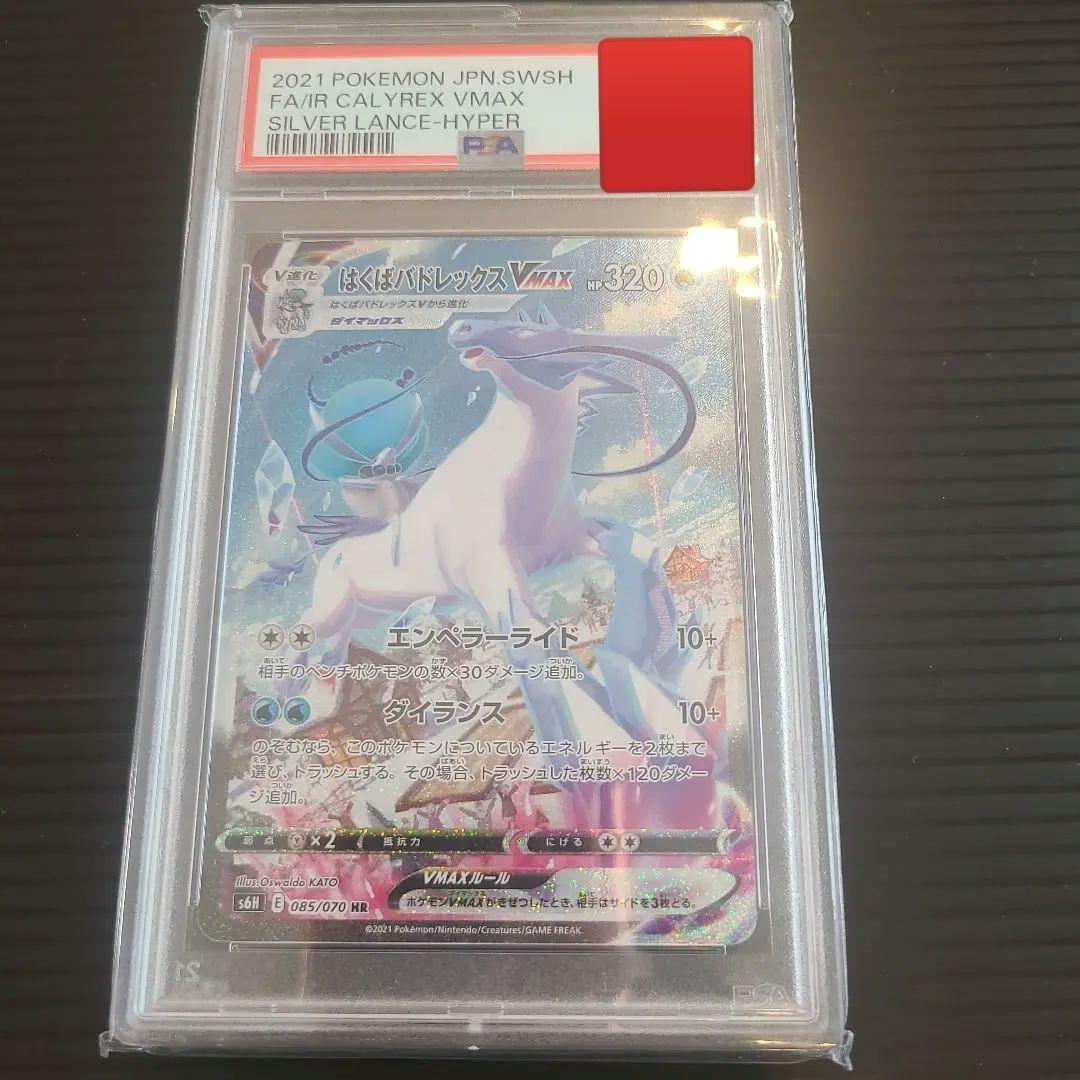 2021 POKEMON JPN.SWSH
FA/IR CALYREX VMAX
SILVER LANCE-HYPER
PSA
V進化
はくばバドレックスVMAX HP320
はくばバドレックスVから進化
ダイマックス
エンペラーライド 10+
相手のベンチポケモンの数×30ダメージ追加。
ダイランス 10+
のぞむなら、このポケモンについているエネルギーを2枚まで
選び、トラッシュする。その場合、トラッシュした枚数×120ダメー
ジ追加。
弱点 ×2 抵抗力 にげる
Illus.Oswaldo KATO
VMAXルール
s6H E 085/070 HR
ポケモンVMAXがきぜつしたとき、相手はサイドを3枚とる。
©2021 Pokémon/Nintendo/Creatures/GAME FREAK.
PSA